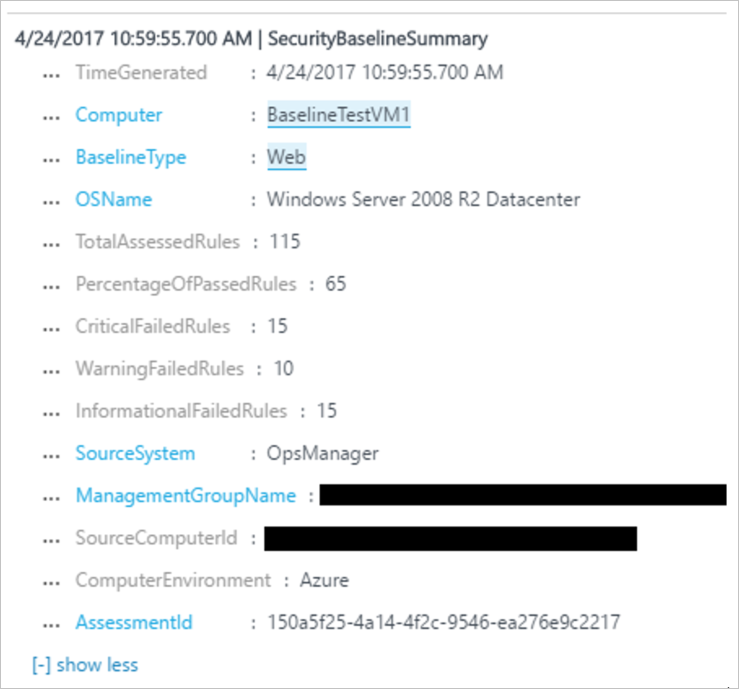 4/24/2017 10:59:55.700 AM | SecurityBaselineSummary
... TimeGenerated : 4/24/2017 10:59:55.700 AM
... Computer : BaselineTestVM1
... BaselineType : Web
... OSName : Windows Server 2008 R2 Datacenter
... TotalAssessedRules : 115
... PercentageOfPassedRules : 65
... CriticalFailedRules : 15
... WarningFailedRules : 10
... InformationalFailedRules : 15
... SourceSystem : OpsManager
... ManagementGroupName :
... SourceComputerId :
... ComputerEnvironment : Azure
... AssessmentId : 150a5f25-4a14-4f2c-9546-ea276e9c2217
[-] show less